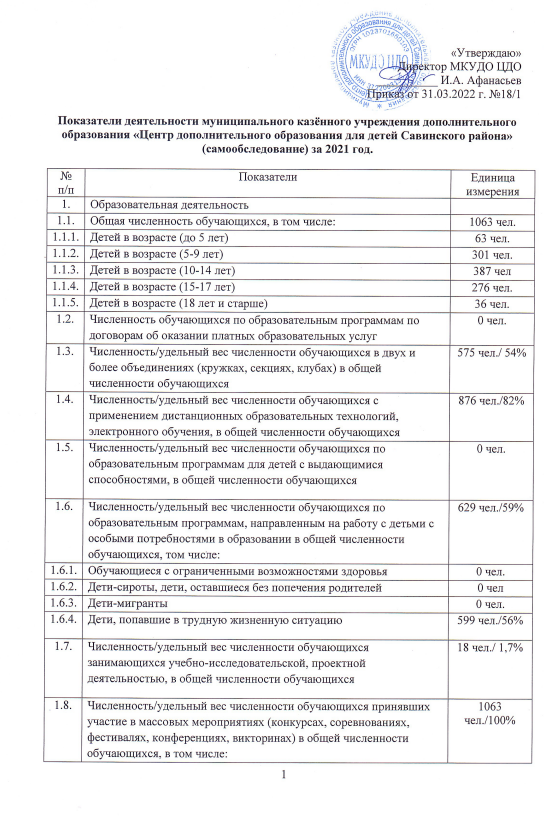 «Утверждаю»
МКУДО ЦДО
Директор МКУДО ЦДО
И.А. Афанасьев
Приказ от 31.03.2022 г. №18/1
Показатели деятельности муниципального казённого учреждения дополнительного
образования «Центр дополнительного образования для детей Савинского района»
(самообследование) за 2021 год.
№ Показатели Единица
п/п измерения
1. Образовательная деятельность
1.1. Общая численность обучающихся, в том числе: 1063 чел.
1.1.1. Детей в возрасте (до 5 лет) 63 чел.
1.1.2. Детей в возрасте (5-9 лет) 301 чел.
1.1.3. Детей в возрасте (10-14 лет) 387 чел
1.1.4. Детей в возрасте (15-17 лет) 276 чел.
1.1.5. Детей в возрасте (18 лет и старше) 36 чел.
1.2. Численность обучающихся по образовательным программам по 0 чел.
договорам об оказании платных образовательных услуг
1.3. Численность/удельный вес численности обучающихся в двух и 575 чел./ 54%
более объединениях (кружках, секциях, клубах) в общей
численности обучающихся
1.4. Численность/удельный вес численности обучающихся с 876 чел./82%
применением дистанционных образовательных технологий,
электронного обучения, в общей численности обучающихся
1.5. Численность/удельный вес численности обучающихся по 0 чел.
образовательным программам для детей с выдающимися
способностями, в общей численности обучающихся
1.6. Численность/удельный вес численности обучающихся по 629 чел./59%
образовательным программам, направленным на работу с детьми с
особыми потребностями в образовании в общей численности
обучающихся, том числе:
1.6.1. Обучающиеся с ограниченными возможностями здоровья 0 чел.
1.6.2. Дети-сироты, дети, оставшиеся без попечения родителей 0 чел
1.6.3. Дети-мигранты 0 чел.
1.6.4. Дети, попавшие в трудную жизненную ситуацию 599 чел./56%
1.7. Численность/удельный вес численности обучающихся 18 чел./ 1,7%
занимающихся учебно-исследовательской, проектной
деятельностью, в общей численности обучающихся
1.8. Численность/удельный вес численности обучающихся принявших 1063
участие в массовых мероприятиях (конкурсах, соревнованиях, чел./100%
фестивалях, конференциях, викторинах) в общей численности
обучающихся, в том числе:
1